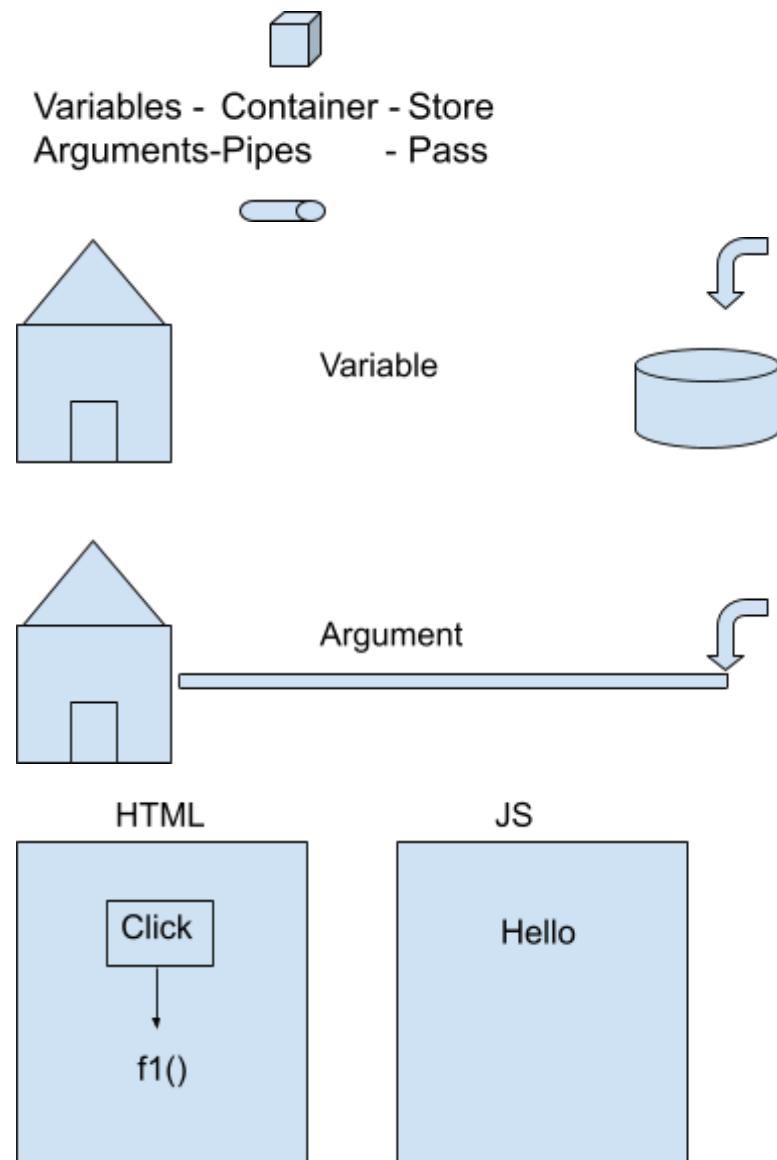 Variables - Container - Store
Arguments-Pipes - Pass
Variable
Argument
HTML JS
Click
Hello
f1()